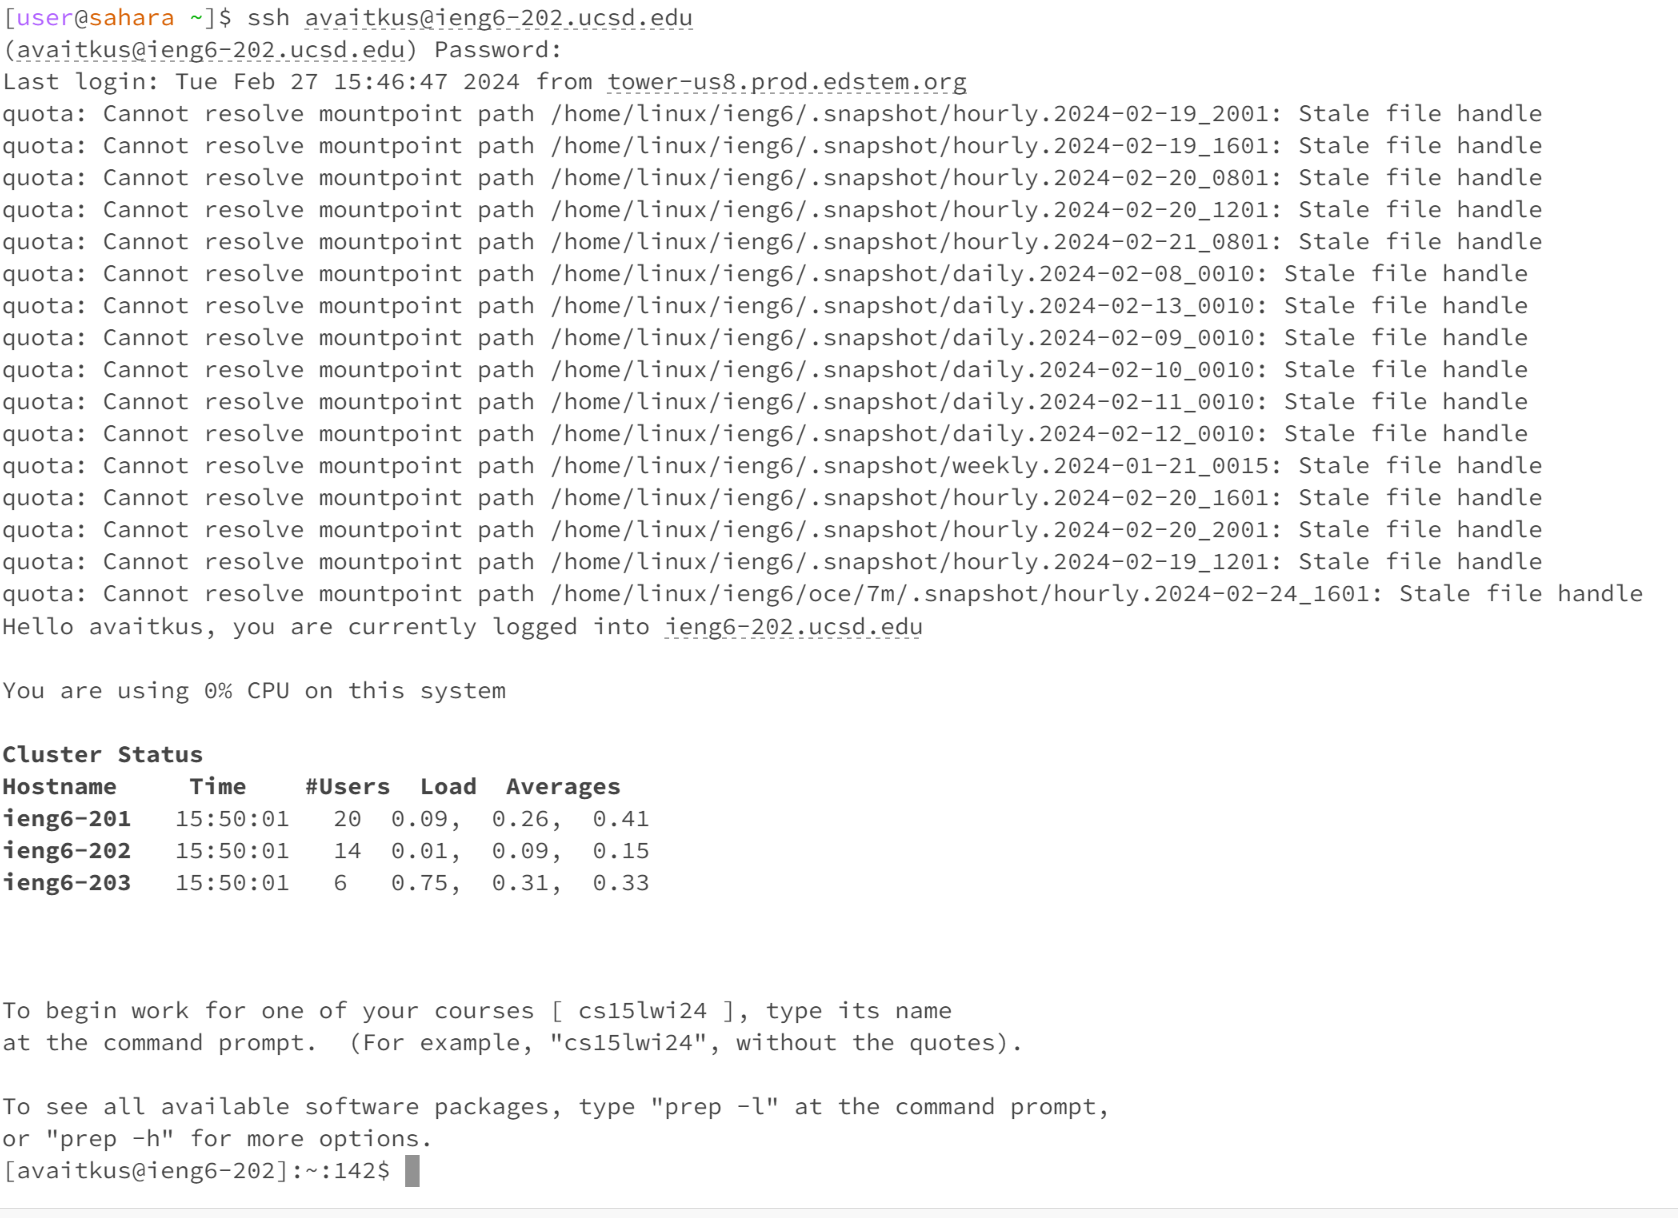 [user@sahara ~]$ ssh avaitkus@ieng6-202.ucsd.edu
(avaitkus@ieng6-202.ucsd.edu) Password:
Last login: Tue Feb 27 15:46:47 2024 from tower-us8.prod.edstem.org
quota: Cannot resolve mountpoint path /home/linux/ieng6/.snapshot/hourly.2024-02-19_2001: Stale file handle
quota: Cannot resolve mountpoint path /home/linux/ieng6/.snapshot/hourly.2024-02-19_1601: Stale file handle
quota: Cannot resolve mountpoint path /home/linux/ieng6/.snapshot/hourly.2024-02-20_0801: Stale file handle
quota: Cannot resolve mountpoint path /home/linux/ieng6/.snapshot/hourly.2024-02-20_1201: Stale file handle
quota: Cannot resolve mountpoint path /home/linux/ieng6/.snapshot/hourly.2024-02-21_0801: Stale file handle
quota: Cannot resolve mountpoint path /home/linux/ieng6/.snapshot/daily.2024-02-08_0010: Stale file handle
quota: Cannot resolve mountpoint path /home/linux/ieng6/.snapshot/daily.2024-02-13_0010: Stale file handle
quota: Cannot resolve mountpoint path /home/linux/ieng6/.snapshot/daily.2024-02-09_0010: Stale file handle
quota: Cannot resolve mountpoint path /home/linux/ieng6/.snapshot/daily.2024-02-10_0010: Stale file handle
quota: Cannot resolve mountpoint path /home/linux/ieng6/.snapshot/daily.2024-02-11_0010: Stale file handle
quota: Cannot resolve mountpoint path /home/linux/ieng6/.snapshot/daily.2024-02-12_0010: Stale file handle
quota: Cannot resolve mountpoint path /home/linux/ieng6/.snapshot/weekly.2024-01-21_0015: Stale file handle
quota: Cannot resolve mountpoint path /home/linux/ieng6/.snapshot/hourly.2024-02-20_1601: Stale file handle
quota: Cannot resolve mountpoint path /home/linux/ieng6/.snapshot/hourly.2024-02-20_2001: Stale file handle
quota: Cannot resolve mountpoint path /home/linux/ieng6/.snapshot/hourly.2024-02-19_1201: Stale file handle
quota: Cannot resolve mountpoint path /home/linux/ieng6/oce/7m/.snapshot/hourly.2024-02-24_1601: Stale file handle
Hello avaitkus, you are currently logged into ieng6-202.ucsd.edu
You are using 0% CPU on this system
Cluster Status
Hostname     Time    #Users  Load  Averages
ieng6-201   15:50:01   20  0.09,  0.26,  0.41
ieng6-202   15:50:01   14  0.01,  0.09,  0.15
ieng6-203   15:50:01   6   0.75,  0.31,  0.33
To begin work for one of your courses [ cs15lwi24 ], type its name
at the command prompt.  (For example, "cs15lwi24", without the quotes).
To see all available software packages, type "prep -l" at the command prompt,
or "prep -h" for more options.
[avaitkus@ieng6-202]:~:142$